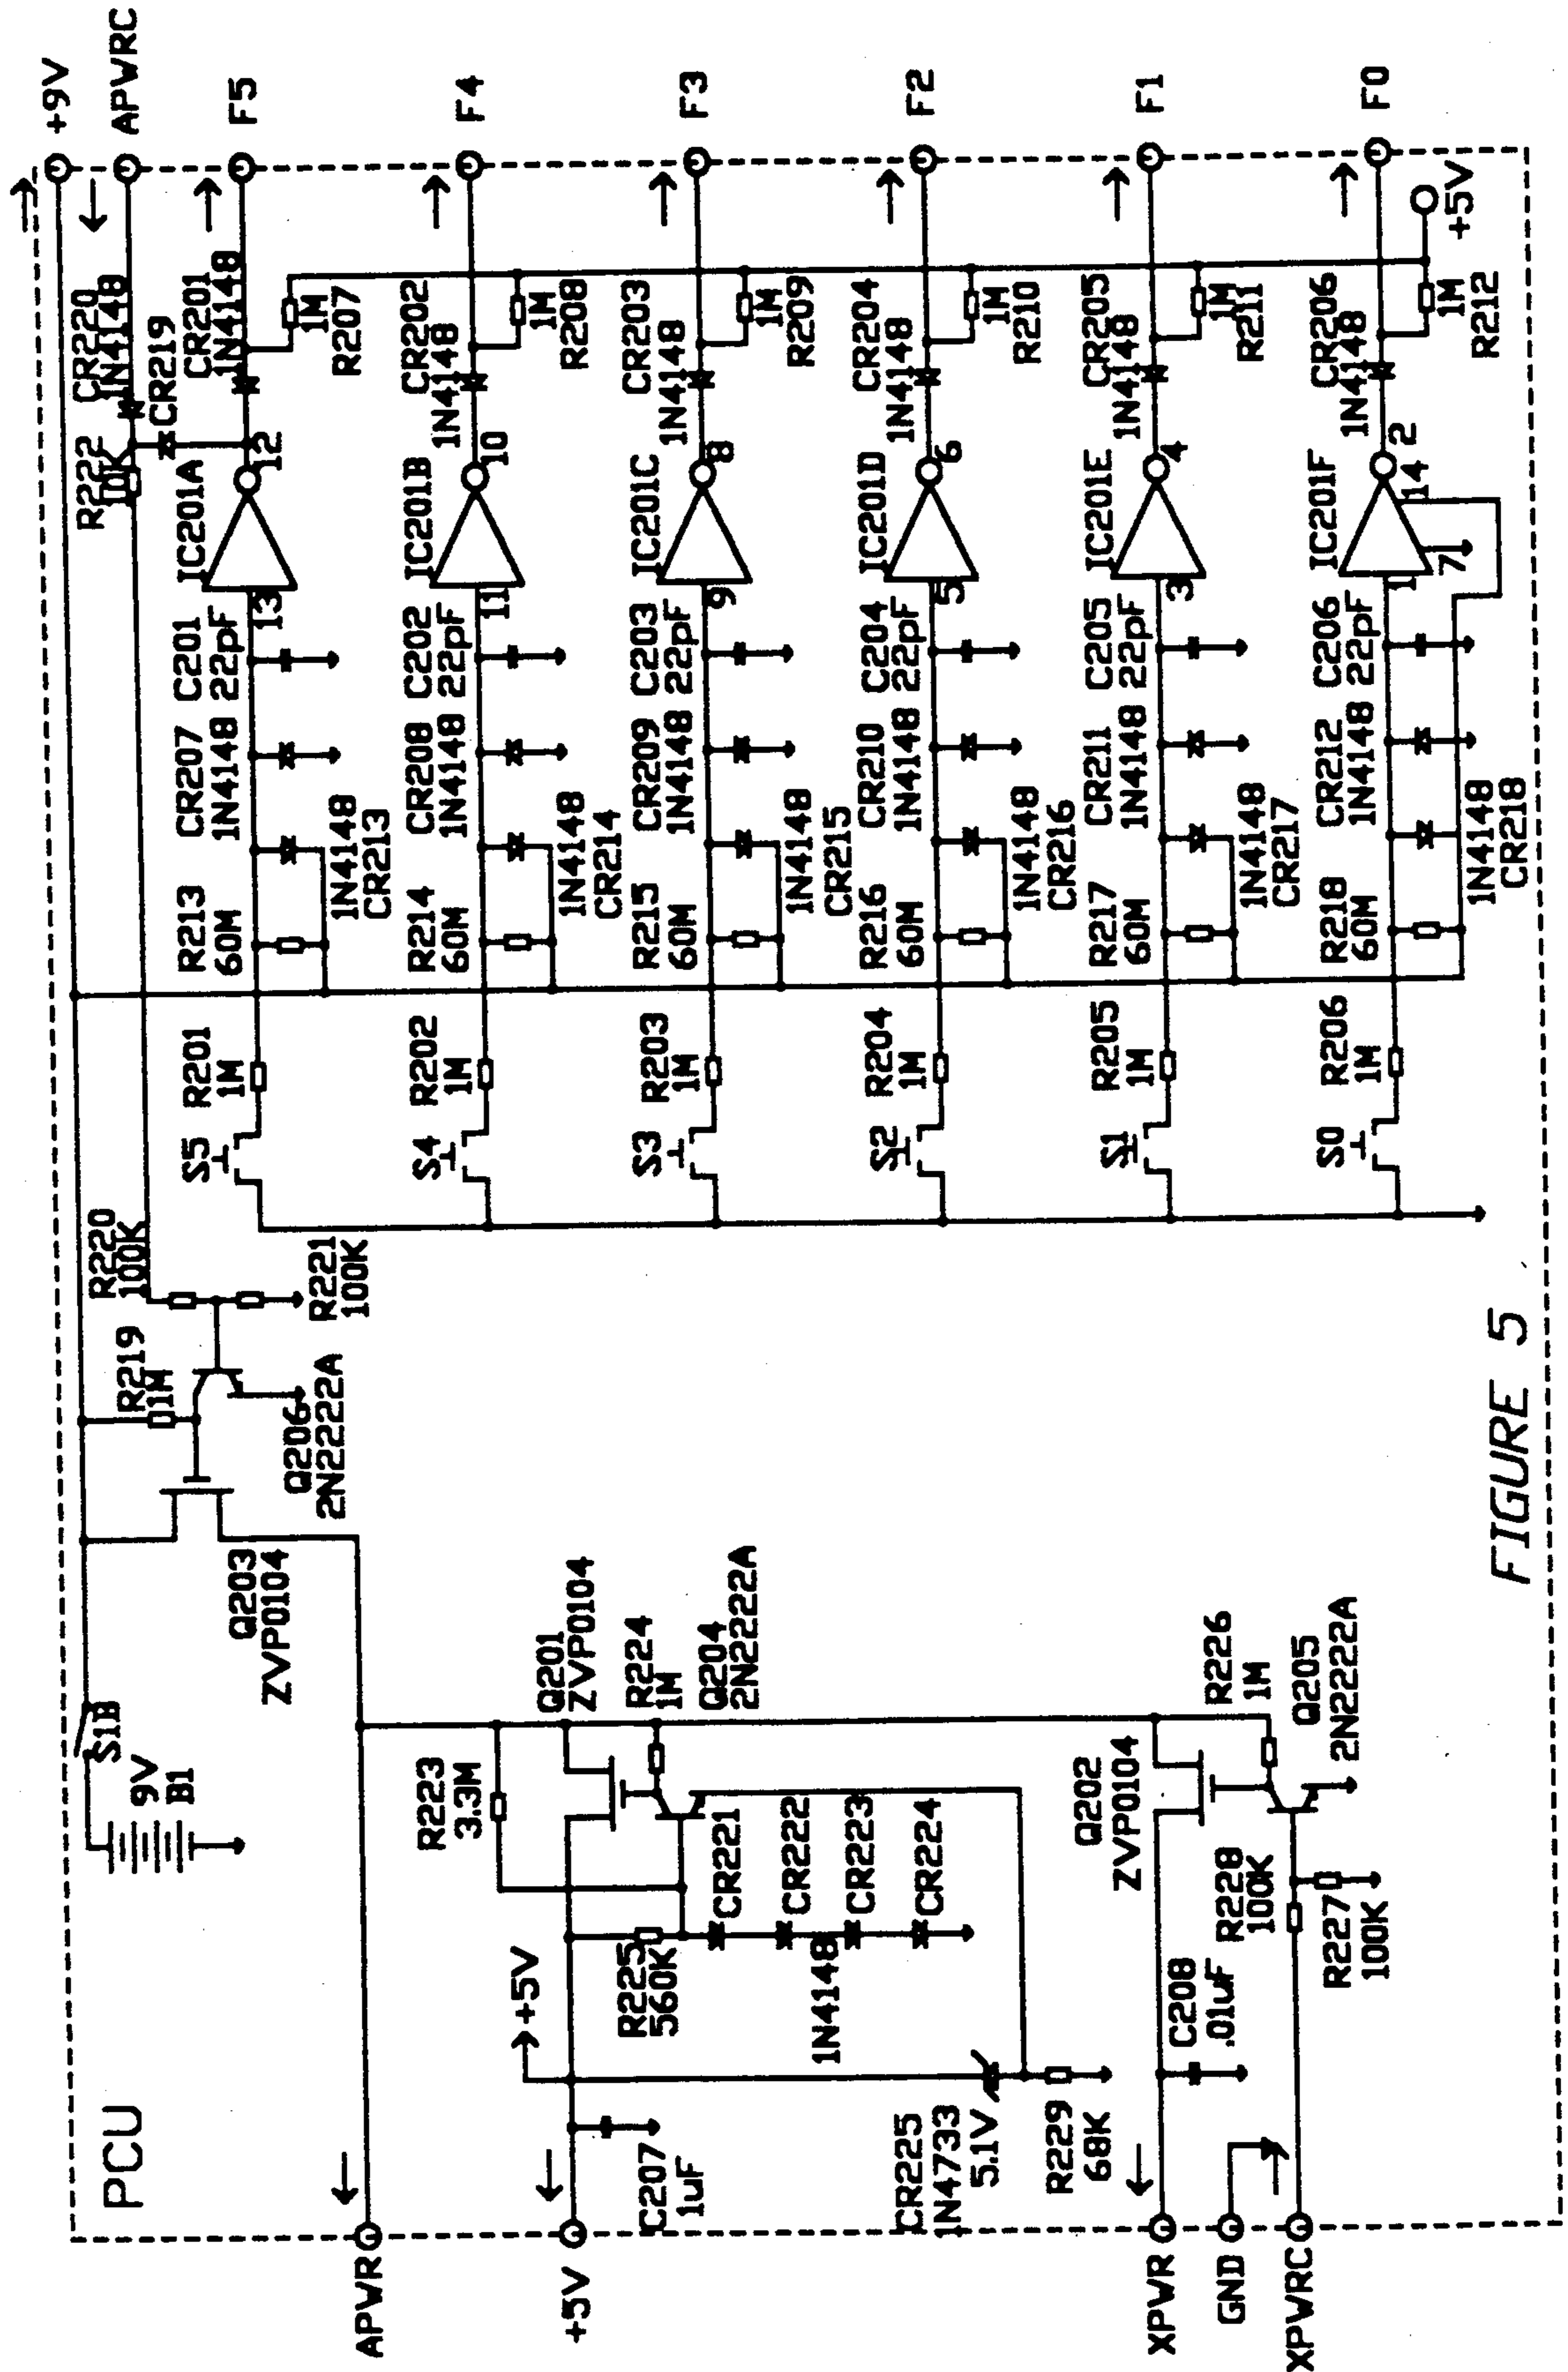 PCU
+9V
APWRC
F5
F4
F3
F2
F1
F0
+5V
APWR
+5V
XPWR
GND
XPWRC
9V
B1
S1B
Q203
ZVP0104
R219
1M
Q206
2N2222A
R220
100K
R221
100K
R222
10K
CR220
1N4148
CR219
S5
R201
1M
R213
60M
1N4148
CR213
CR207
1N4148
C201
22pF
13
IC201A
12
CR201
1N4148
1M
R207
S4
R202
1M
R214
60M
1N4148
CR214
CR208
1N4148
C202
22pF
11
IC201B
10
CR202
1N4148
1M
R208
S3
R203
1M
R215
60M
1N4148
CR215
CR209
1N4148
C203
22pF
9
IC201C
8
CR203
1N4148
1M
R209
S2
R204
1M
R216
60M
1N4148
CR216
CR210
1N4148
C204
22pF
5
IC201D
6
CR204
1N4148
1M
R210
S1
R205
1M
R217
60M
1N4148
CR217
CR211
1N4148
C205
22pF
3
IC201E
4
CR205
1N4148
1M
R211
S0
R206
1M
R218
60M
1N4148
CR218
CR212
1N4148
C206
22pF
1
IC201F
7
14
2
CR206
1N4148
1M
R212
R223
3.3M
Q201
ZVP0104
R224
1M
Q204
2N2222A
+5V
R225
560K
CR221
CR222
CR223
CR224
1N4148
C207
1uF
CR225
1N4733
5.1V
R229
68K
Q202
ZVP0104
R226
1M
Q205
2N2222A
C208
.01uF
R228
100K
R227
100K
FIGURE 5